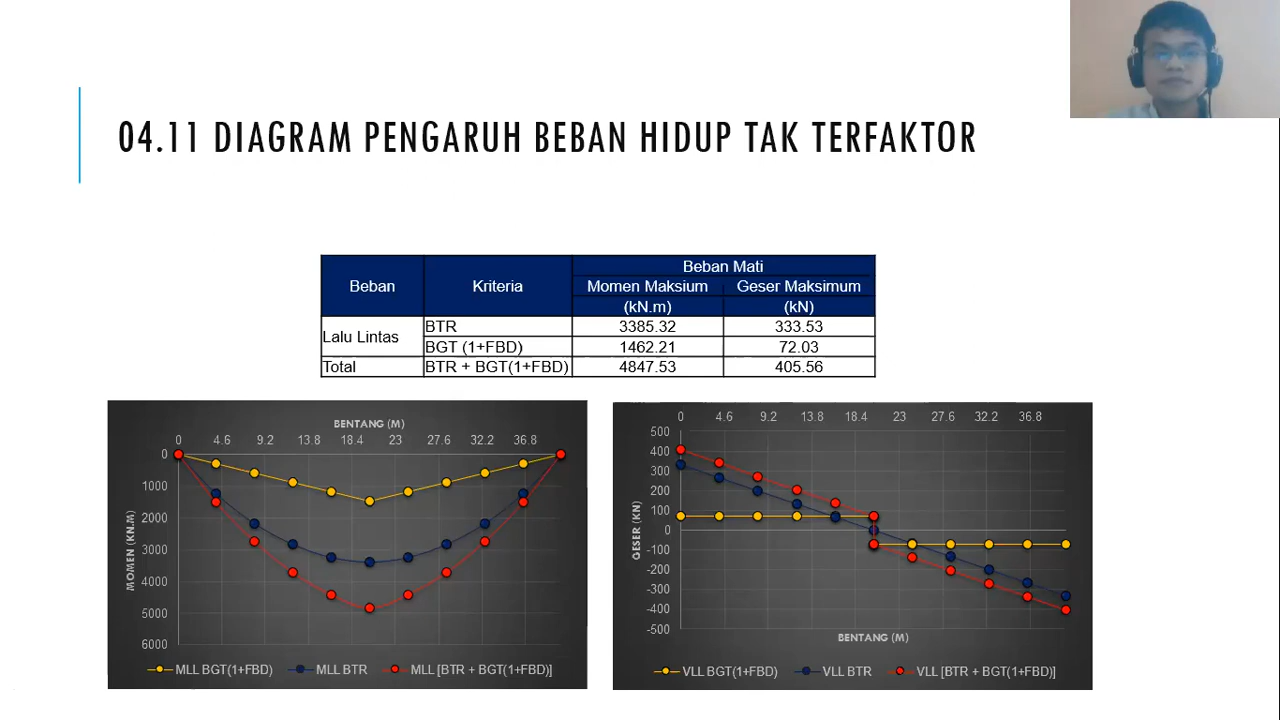 04.11 DIAGRAM PENGARUH BEBAN HIDUP TAK TERFAKTOR
Beban Kriteria Beban Mati
Momen Maksium Geser Maksimum
(kN.m) (kN)
Lalu Lintas BTR 3385.32 333.53
BGT (1+FBD) 1462.21 72.03
Total BTR + BGT(1+FBD) 4847.53 405.56
BENTANG (M)
0 4.6 9.2 13.8 18.4 23 27.6 32.2 36.8
0
1000
2000
3000
4000
5000
6000
MOMEN (KN.M)
MLL BGT(1+FBD) MLL BTR MLL [BTR + BGT(1+FBD)]
0 4.6 9.2 13.8 18.4 23 27.6 32.2 36.8
500
400
300
200
100
0
-100
-200
-300
-400
-500
GESER (KN)
BENTANG (M)
VLL BGT(1+FBD) VLL BTR VLL [BTR + BGT(1+FBD)]